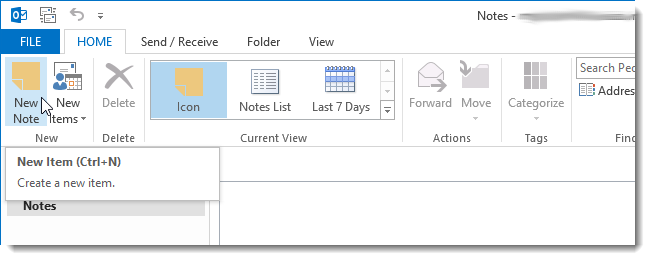 Notes -
FILE HOME Send / Receive Folder View
New Note
New Items
Delete
Icon
Notes List
Last 7 Days
Forward
Move
Categorize
Search Peo
Addres
New
Delete
Current View
Actions
Tags
Find
New Item (Ctrl+N)
Create a new item.
Notes